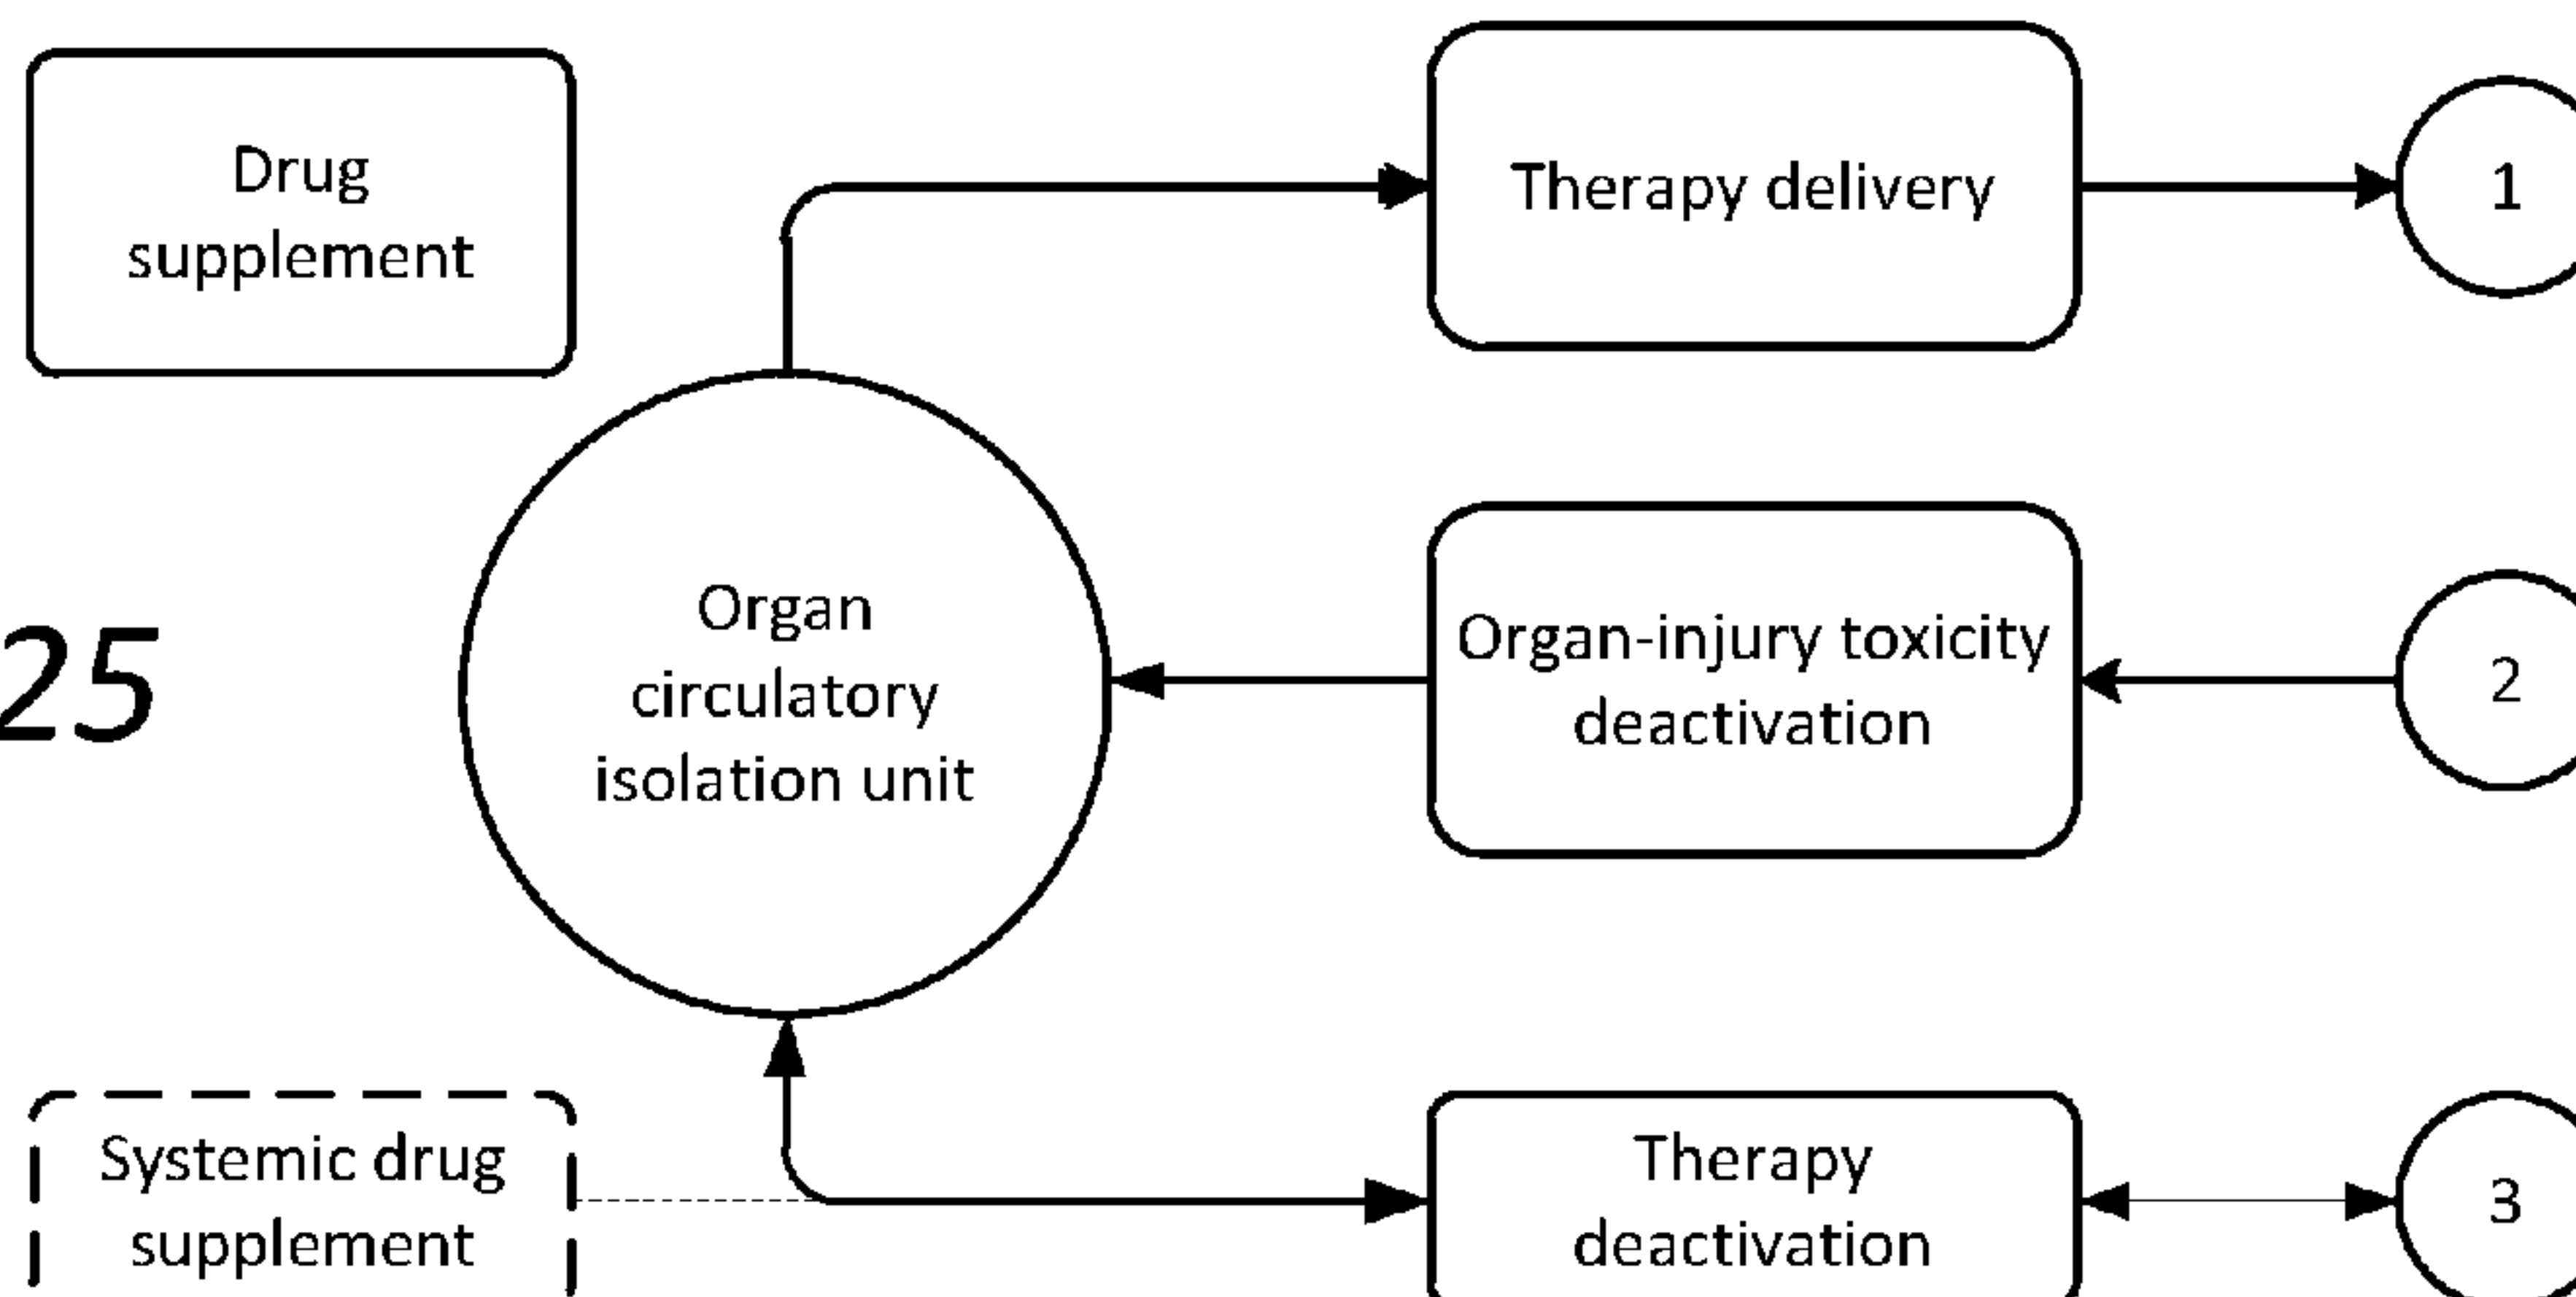 Drug
supplement
Therapy delivery
1
Organ
circulatory
isolation unit
Organ-injury toxicity
deactivation
2
25
Systemic drug
supplement
Therapy
deactivation
3